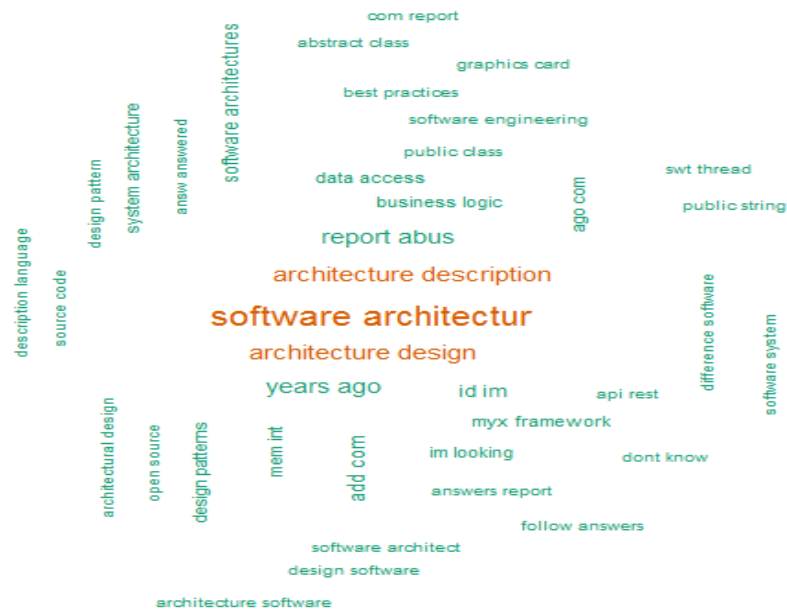 com report
abstract class
software architectures
graphics card
best practices
system architecture
software engineering
answ answered
public class
design pattern
data access
swt thread
ago com
business logic
public string
report abus
description language
source code
architecture description
difference software
software architectur
software system
architecture design
years ago
id im
api rest
architectural design
open source
design patterns
myx framework
mem int
add com
im looking
dont know
answers report
follow answers
software architect
design software
architecture software